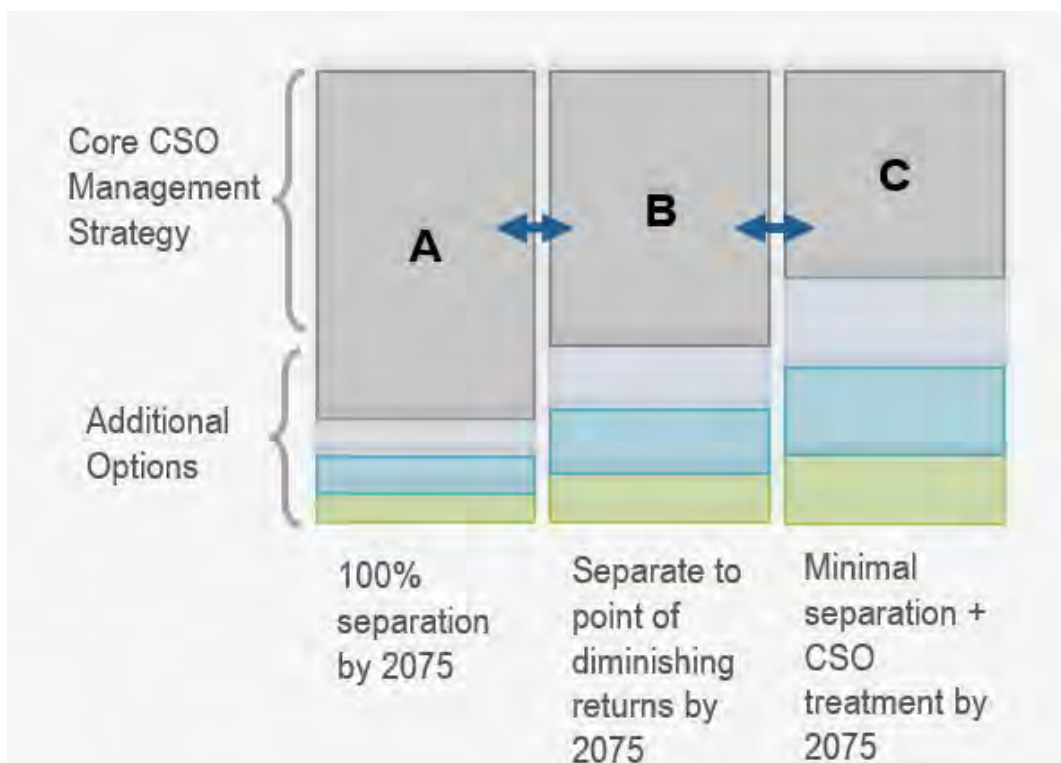 Core CSO
Management
Strategy
A
B
C
Additional
Options
100%
separation
by 2075
Separate to
point of
diminishing
returns by
2075
Minimal
separation +
CSO
treatment by
2075